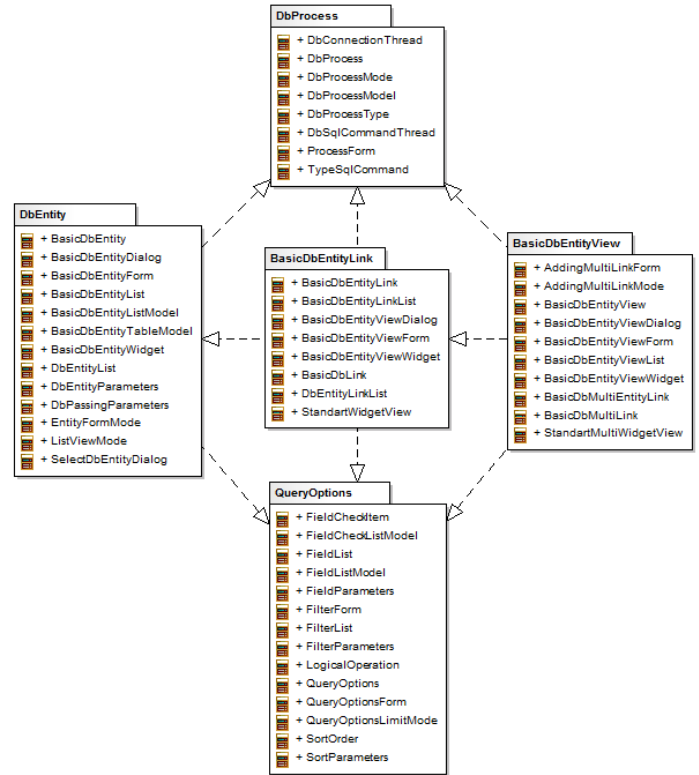 DbProcess
+ DbConnectionThread
+ DbProcess
+ DbProcessMode
+ DbProcessModel
+ DbProcessType
+ DbSqlCommandThread
+ ProcessForm
+ TypeSqlCommand
DbEntity
+ BasicDbEntity
+ BasicDbEntityDialog
+ BasicDbEntityForm
+ BasicDbEntityList
+ BasicDbEntityListModel
+ BasicDbEntityTableModel
+ BasicDbEntityWidget
+ DbEntityList
+ DbEntityParameters
+ DbPassingParameters
+ EntityFormMode
+ ListViewMode
+ SelectDbEntityDialog
BasicDbEntityLink
+ BasicDbEntityLink
+ BasicDbEntityLinkList
+ BasicDbEntityViewDialog
+ BasicDbEntityViewForm
+ BasicDbEntityViewWidget
+ BasicDbLink
+ DbEntityLinkList
+ StandartWidgetView
BasicDbEntityView
+ AddingMultiLinkForm
+ AddingMultiLinkMode
+ BasicDbEntityView
+ BasicDbEntityViewDialog
+ BasicDbEntityViewForm
+ BasicDbEntityViewList
+ BasicDbEntityViewWidget
+ BasicDbMultiEntityLink
+ BasicDbMultiLink
+ StandartMultiWidgetView
QueryOptions
+ FieldCheckItem
+ FieldCheckListModel
+ FieldList
+ FieldListModel
+ FieldParameters
+ FilterForm
+ FilterList
+ FilterParameters
+ LogicalOperation
+ QueryOptions
+ QueryOptionsForm
+ QueryOptionsLimitMode
+ SortOrder
+ SortParameters